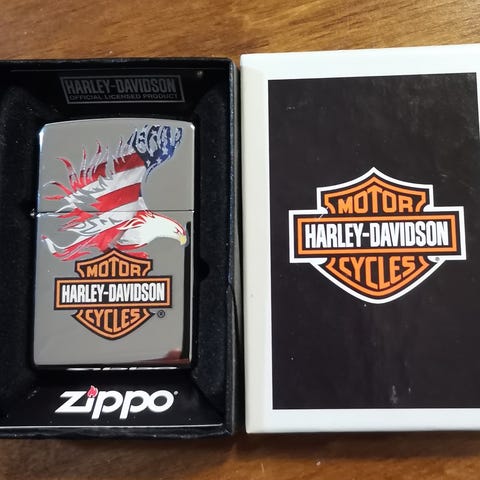 HARLEY-DAVIDSON
OFFICIAL LICENSED PRODUCT
MOTOR
HARLEY-DAVIDSON
CYCLES
®
zippo®
MOTOR
HARLEY-DAVIDSON
CYCLES
®